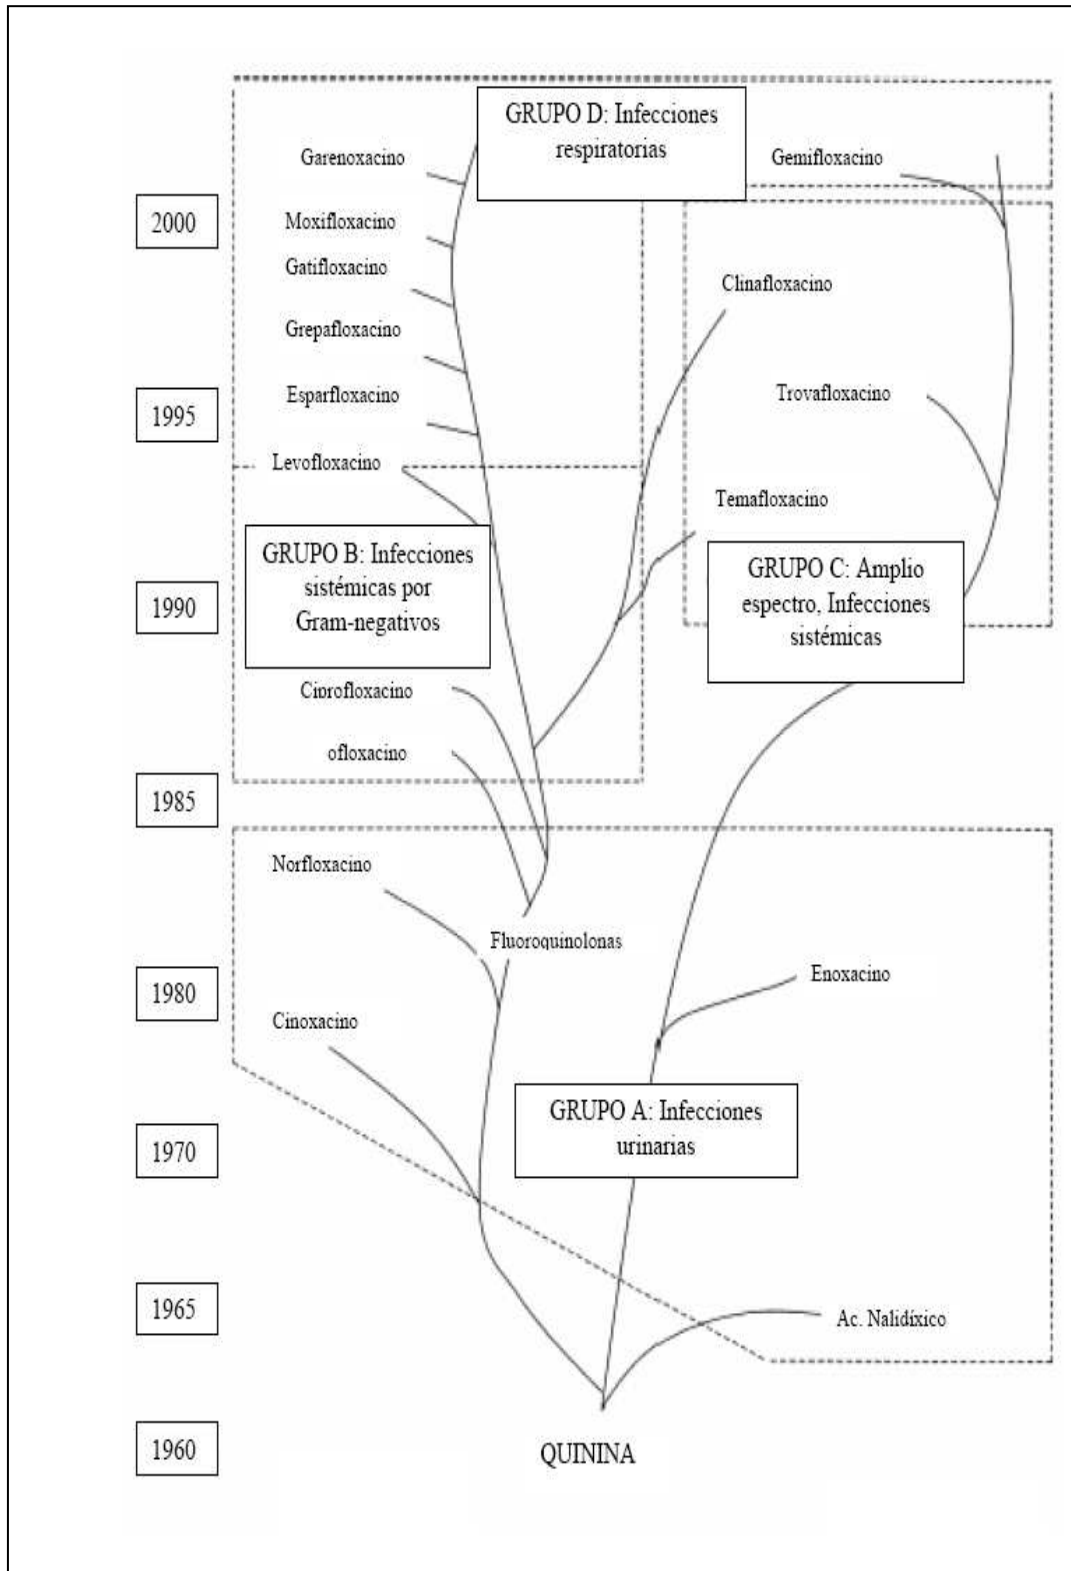 GRUPO D: Infecciones
respiratorias
Garenoxacino
Gemifloxacino
2000
Moxifloxacino
Gatifloxacino
Clinafloxacino
Grepafloxacino
Esparfloxacino
Trovafloxacino
1995
Levofloxacino
Temafloxacino
GRUPO B: Infecciones
sistémicas por
Gram-negativos
GRUPO C: Amplio
espectro, Infecciones
sistémicas
1990
Ciprofloxacino
ofloxacino
1985
Norfloxacino
Fluoroquinolonas
Enoxacino
1980
Cinoxacino
GRUPO A: Infecciones
urinarias
1970
1965
Ac. Nalidíxico
1960
QUININA